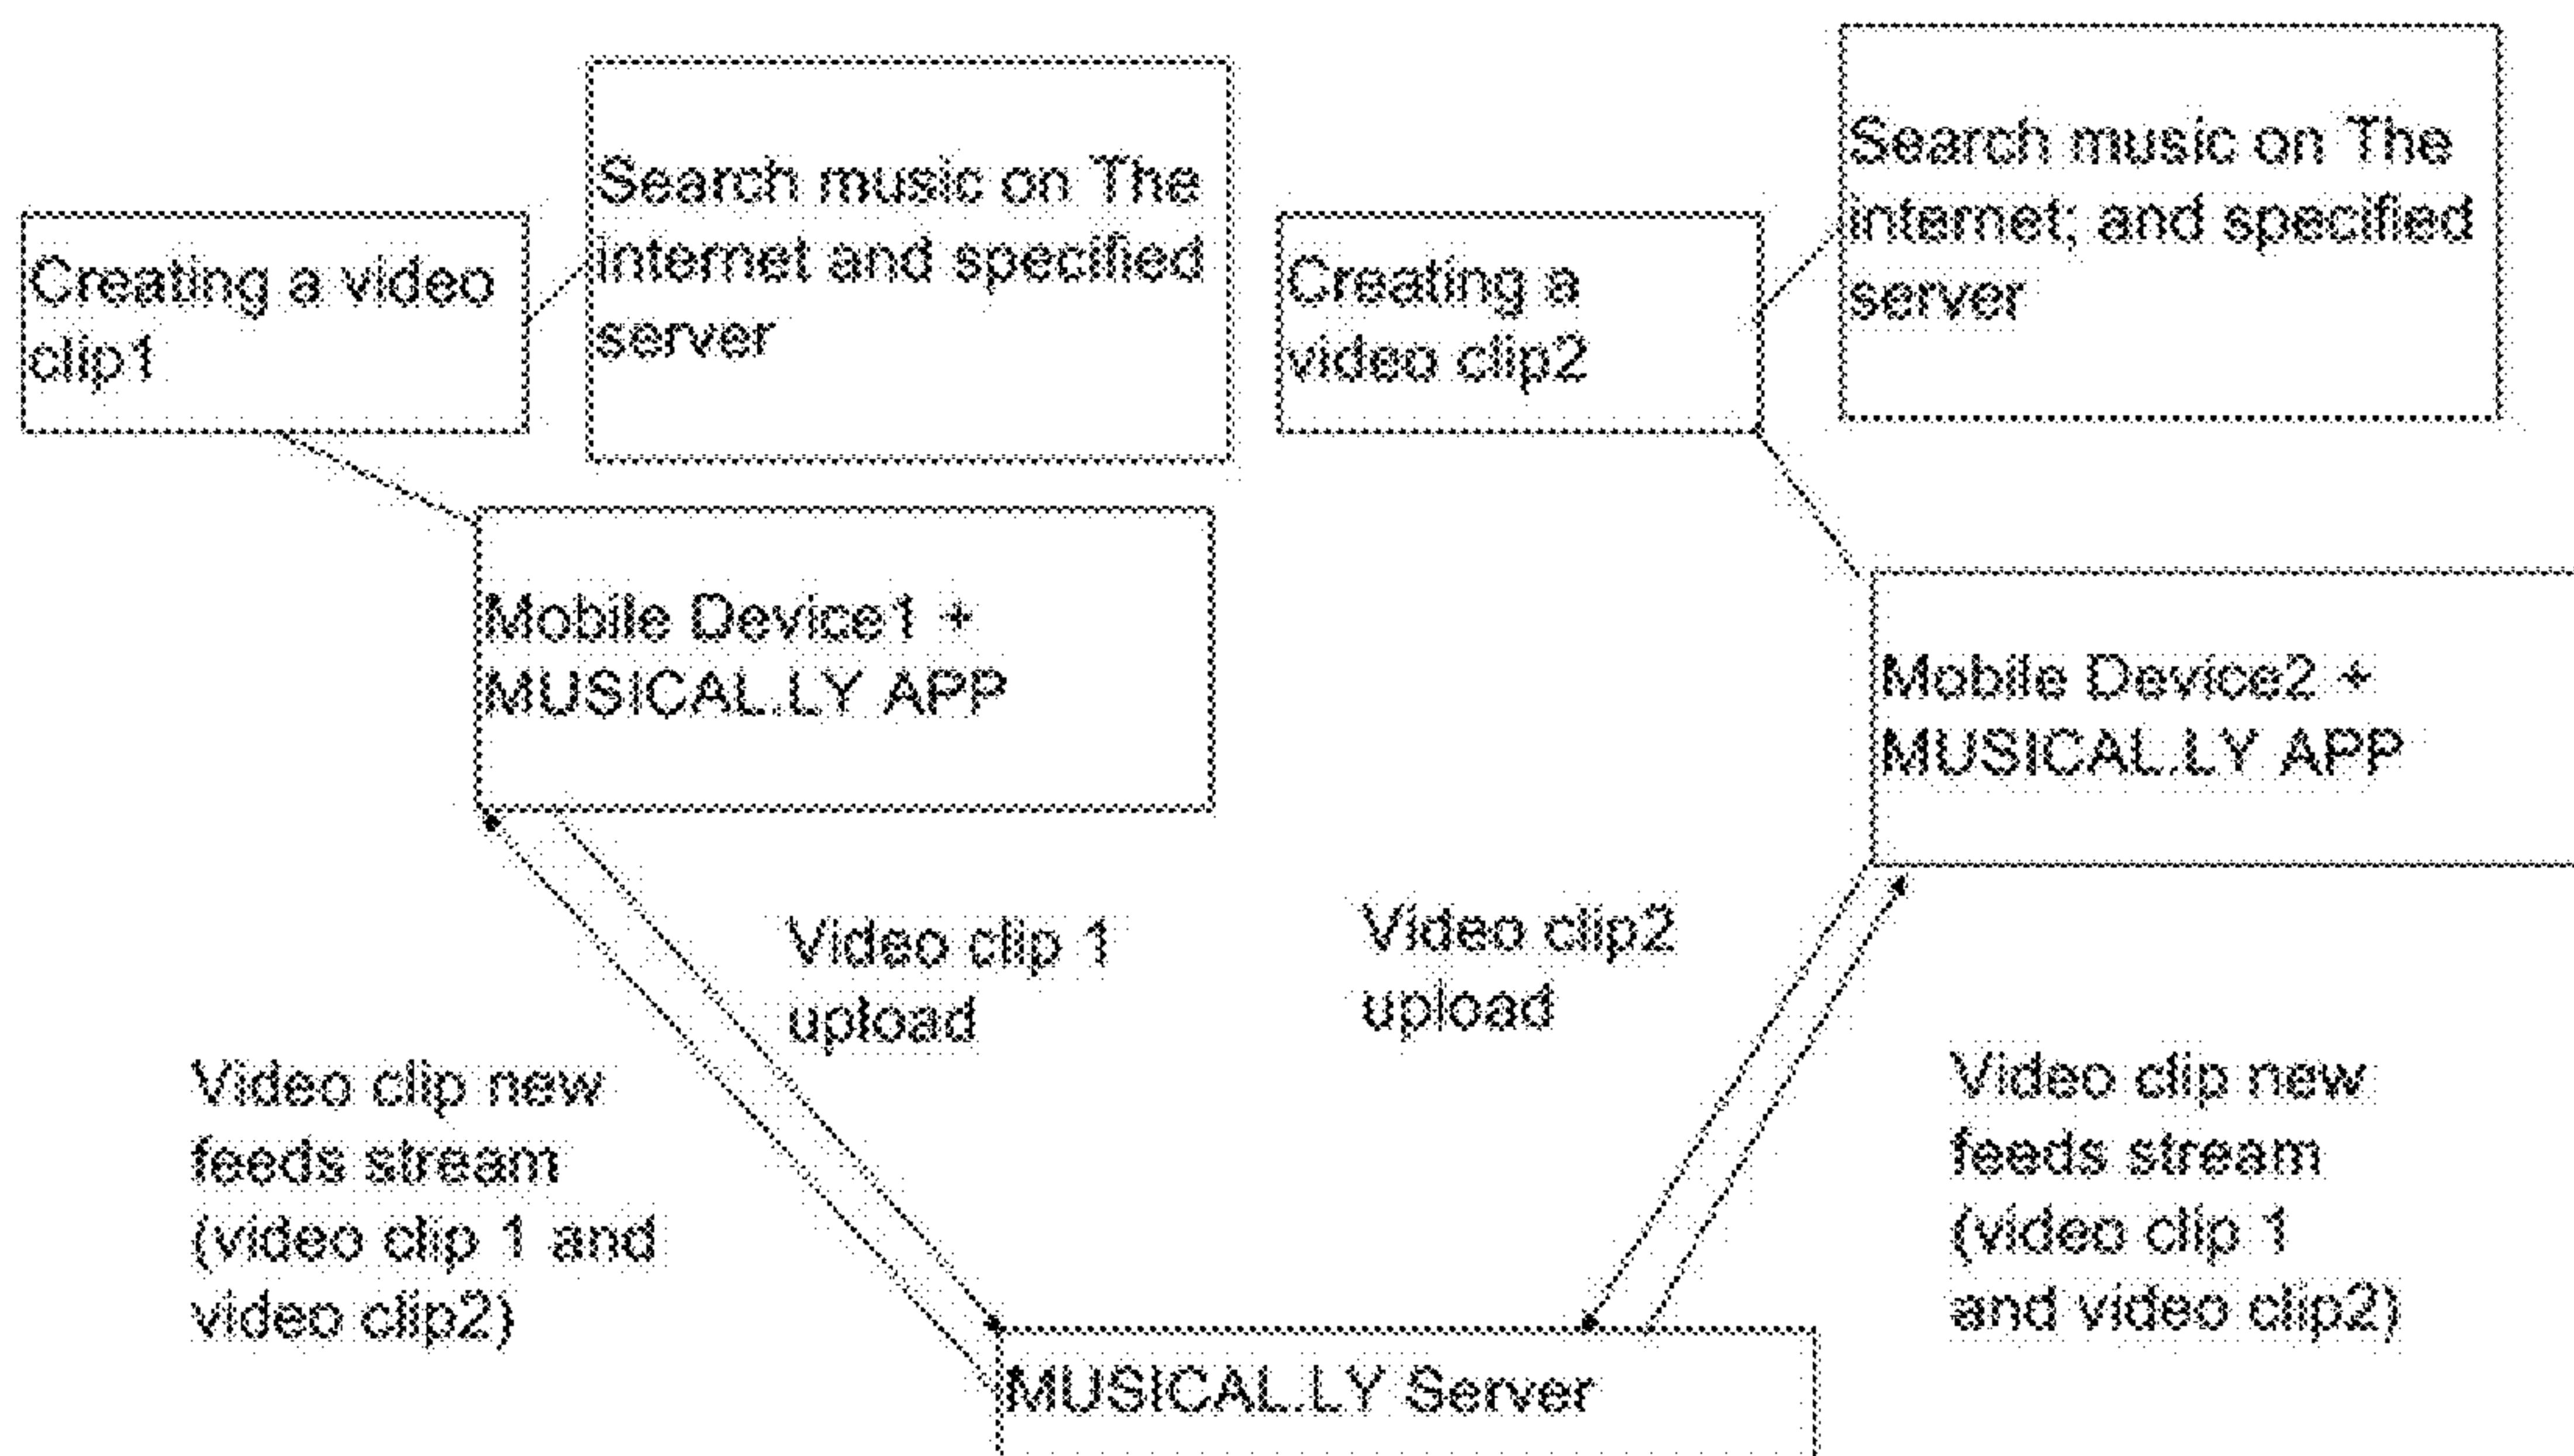 Creating a video
clip1
Search music on The
internet and specified
server
Creating a
video clip2
Search music on The
internet; and specified
server
Mobile Device1 +
MUSICAL.LY APP
Mobile Device2 +
MUSICAL.LY APP
Video clip 1
upload
Video clip2
upload
Video clip new
feeds stream
(video clip 1 and
video clip2)
Video clip new
feeds stream
(video clip 1
and video clip2)
MUSICAL.LY Server